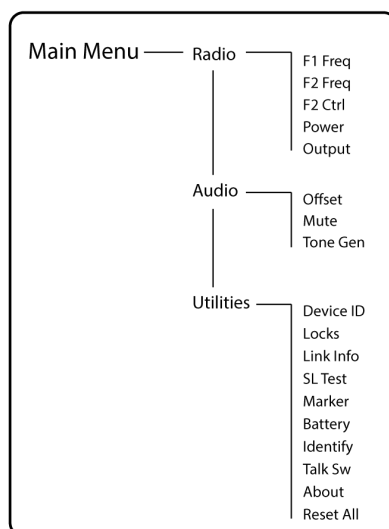 Main Menu
Radio
F1 Freq
F2 Freq
F2 Ctrl
Power
Output
Audio
Offset
Mute
Tone Gen
Utilities
Device ID
Locks
Link Info
SL Test
Marker
Battery
Identify
Talk Sw
About
Reset All